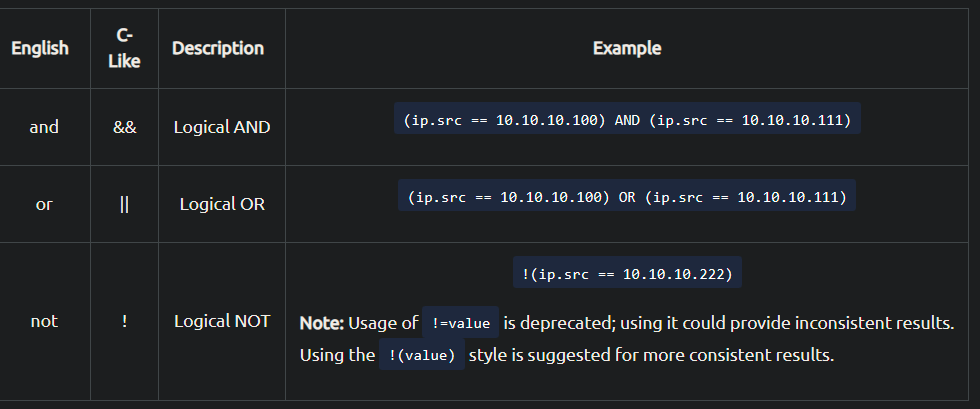 English C-Like Description Example
and && Logical AND (ip.src == 10.10.10.100) AND (ip.src == 10.10.10.111)
or || Logical OR (ip.src == 10.10.10.100) OR (ip.src == 10.10.10.111)
not ! Logical NOT !(ip.src == 10.10.10.222)
Note: Usage of !=value is deprecated; using it could provide inconsistent results.
Using the !(value) style is suggested for more consistent results.